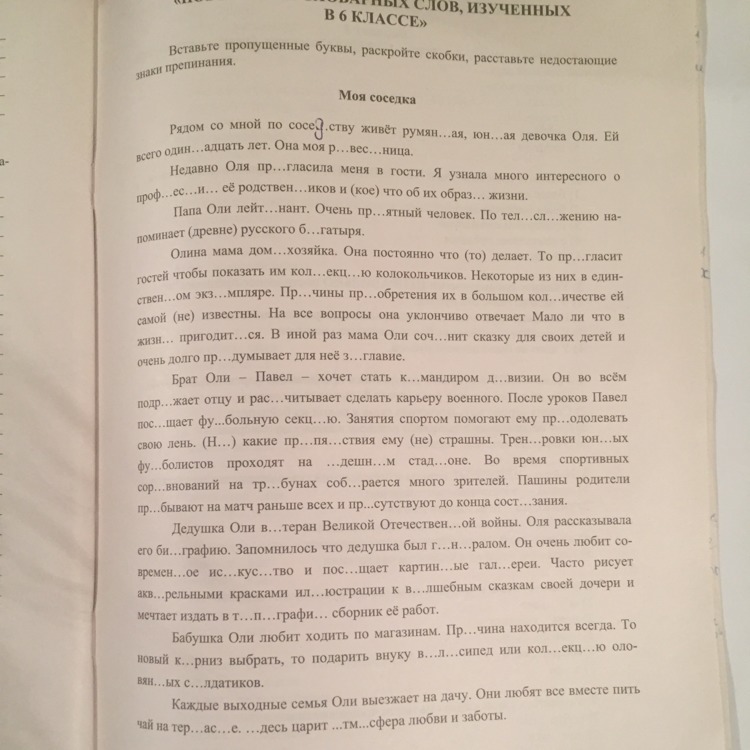 СЛОВ, ИЗУЧЕННЫХ
В 6 КЛАССЕ»
Вставьте пропущенные буквы, раскройте скобки, расставьте недостающие
знаки препинания.
Моя соседка
Рядом со мной по сосед.ству живёт румян…ая, юн…ая девочка Оля. Ей
всего один…адцать лет. Она моя р…вес…ница.
Недавно Оля пр…гласила меня в гости. Я узнала много интересного о
проф…ес…и… её родствен…иков и (кое) что об их образ… жизни.
Папа Оли лейт…нант. Очень пр…ятный человек. По тел…сл…жению на-
поминает (древне) русского б…гатыря.
Олина мама дом…хозяйка. Она постоянно что (то) делает. То пр…гласит
гостей чтобы показать им кол…екц…ю колокольчиков. Некоторые из них в един-
ствен…ом экз…мпляре. Пр…чины пр…обретения их в большом кол…ичестве ей
самой (не) известны. На все вопросы она уклончиво отвечает Мало ли что в
жизн… пригодит…ся. В иной раз мама Оли соч…нит сказку для своих детей и
очень долго пр…думывает для неё з…главие.
Брат Оли – Павел – хочет стать к…мандиром д…визии. Он во всём
подр…жает отцу и рас…читывает сделать карьеру военного. После уроков Павел
пос…щает фу...больную секц…ю. Занятия спортом помогают ему пр…одолевать
свою лень. (Н…) какие пр…пя…ствия ему (не) страшны. Трен…ровки юн…ых
фу…болистов проходят на …дешн…м стад…оне. Во время спортивных
сор…внований на тр…бунах соб…рается много зрителей. Пашины родители
пр…бывают на матч раньше всех и пр...сутствуют до конца сост…зания.
Дедушка Оли в…теран Великой Отечествен…ой войны. Оля рассказывала
его би…графию. Запомнилось что дедушка был г…н…ралом. Он очень любит со-
времен…ое ис…кус…тво и пос…щает картин…ые гал…ереи. Часто рисует
акв…рельными красками ил…юстрации к в…лшебным сказкам своей дочери и
мечтает издать в т…п…графи… сборник её работ.
Бабушка Оли любит ходить по магазинам. Пр…чина находится всегда. То
новый к…рниз выбрать, то подарить внуку в…л…сипед или кол…екц…ю оло-
вян…ых с…лдатиков.
Каждые выходные семья Оли выезжает на дачу. Они любят все вместе пить
чай на тер…ас…е. …десь царит ...тм...сфера любви и заботы.